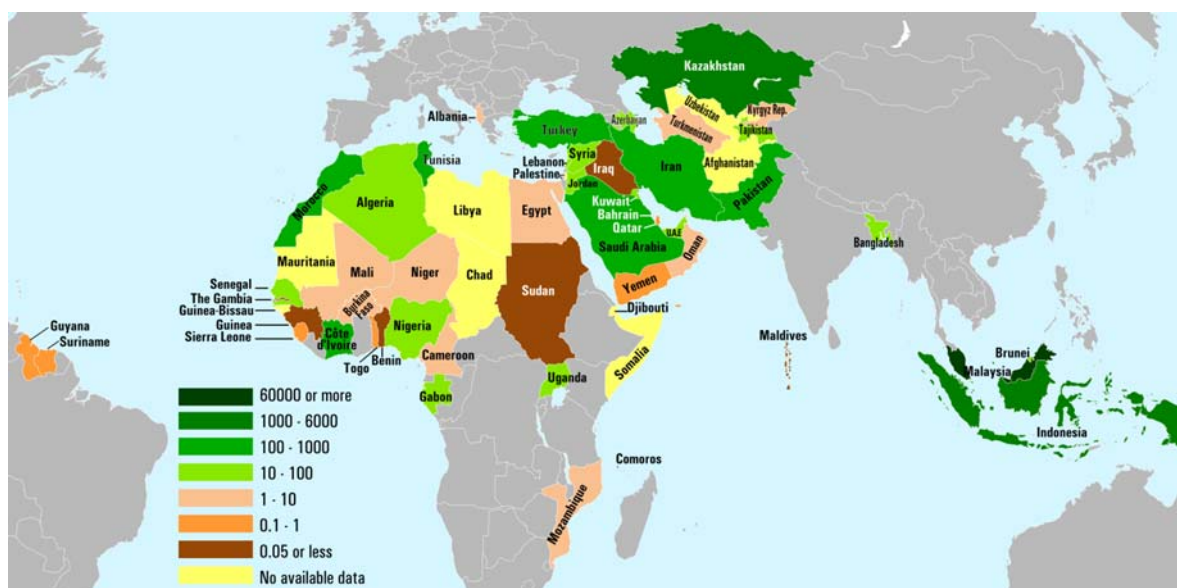 Kazakhstan
Uzbekistan
Kyrgyz Rep.
Albania
Turkey
Azerbaijan
Turkmenistan
Tajikistan
Tunisia
Lebanon
Syria
Palestine
Iraq
Iran
Afghanistan
Jordan
Pakistan
Morocco
Algeria
Libya
Egypt
Kuwait
Bahrain
Qatar
UAE
Saudi Arabia
Oman
Bangladesh
Mauritania
Mali
Niger
Chad
Sudan
Yemen
Senegal
The Gambia
Guinea-Bissau
Guinea
Sierra Leone
Burkina
Faso
Djibouti
Guyana
Suriname
Côte
d'Ivoire
Nigeria
Togo
Benin
Cameroon
Somalia
Maldives
Brunei
Malaysia
Gabon
Uganda
Indonesia
Comoros
Mozambique
60000 or more
1000 - 6000
100 - 1000
10 - 100
1 - 10
0.1 - 1
0.05 or less
No available data